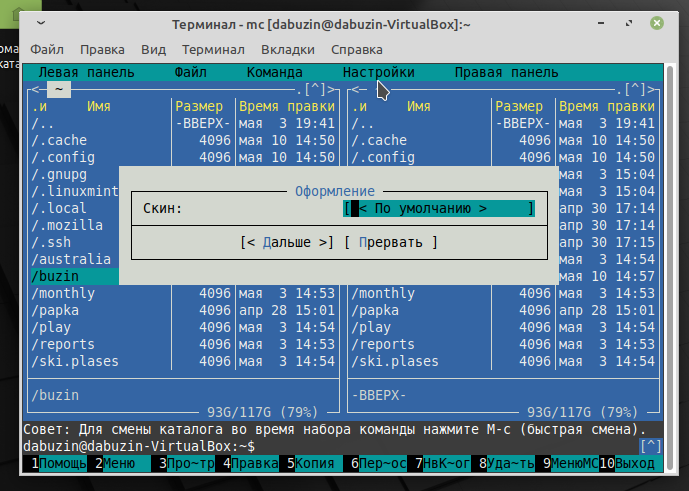 Терминал - mc [dabuzin@dabuzin-VirtualBox]:~
Файл Правка Вид Терминал Вкладки Справка
Левая панель Файл Команда Настройки Правая панель
<─ ~ .[^]> <─ .[^]>
.и Имя Размер Время правки .и Имя Размер Время правки
/.. -ВВЕРХ- мая 3 19:41 /.. -ВВЕРХ- мая 3 19:41
/.cache 4096 мая 10 14:50 /.cache 4096 мая 10 14:50
/.config 4096 мая 10 14:50 /.config 4096 мая 10 14:50
/.gnupg мая 3 15:04
/.linuxmint мая 3 15:04
/.local апр 30 17:14
/.mozilla апр 30 17:14
/.ssh апр 30 17:15
/australia мая 3 14:54
/buzin мая 10 14:57
Оформление
Скин: [ < По умолчанию > ]
[< Дальше >] [ Прервать ]
/monthly 4096 мая 3 14:53 /monthly 4096 мая 3 14:53
/papka 4096 апр 28 15:01 /papka 4096 апр 28 15:01
/play 4096 мая 3 14:54 /play 4096 мая 3 14:54
/reports 4096 мая 3 14:53 /reports 4096 мая 3 14:53
/ski.plases 4096 мая 3 14:54 /ski.plases 4096 мая 3 14:54
/buzin -ВВЕРХ-
93G/117G (79%) 93G/117G (79%)
Совет: Для смены каталога во время набора команды нажмите M-c (быстрая смена).
dabuzin@dabuzin-VirtualBox:~$ [^]
1Помощь 2Меню 3Про~тр 4Правка 5Копия 6Пер~ос 7НвК~ог 8Уда~ть 9МенюMC 10Выход